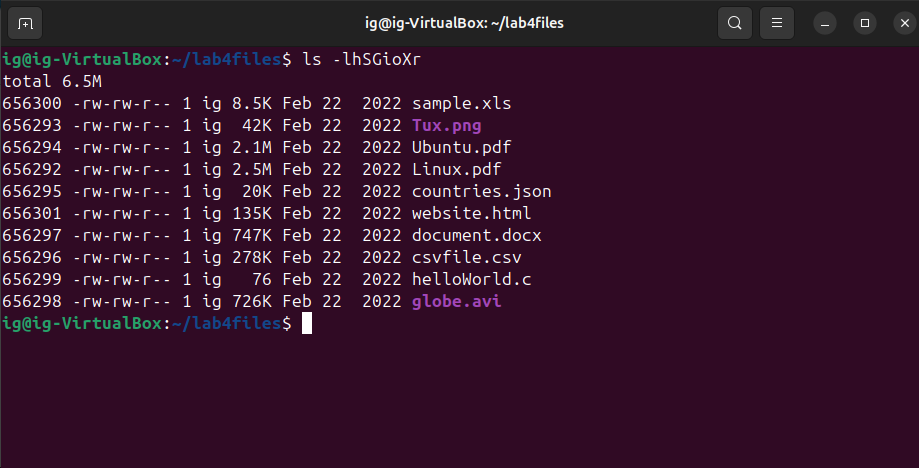 ig@ig-VirtualBox: ~/lab4files
ig@ig-VirtualBox:~/lab4files$ ls -lhSGioXr
total 6.5M
656300 -rw-rw-r-- 1 ig 8.5K Feb 22  2022 sample.xls
656293 -rw-rw-r-- 1 ig  42K Feb 22  2022 Tux.png
656294 -rw-rw-r-- 1 ig 2.1M Feb 22  2022 Ubuntu.pdf
656292 -rw-rw-r-- 1 ig 2.5M Feb 22  2022 Linux.pdf
656295 -rw-rw-r-- 1 ig  20K Feb 22  2022 countries.json
656301 -rw-rw-r-- 1 ig 135K Feb 22  2022 website.html
656297 -rw-rw-r-- 1 ig 747K Feb 22  2022 document.docx
656296 -rw-rw-r-- 1 ig 278K Feb 22  2022 csvfile.csv
656299 -rw-rw-r-- 1 ig   76 Feb 22  2022 helloWorld.c
656298 -rw-rw-r-- 1 ig 726K Feb 22  2022 globe.avi
ig@ig-VirtualBox:~/lab4files$